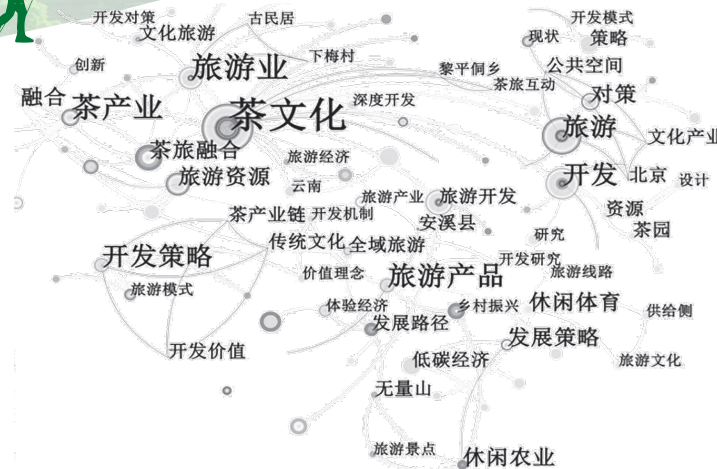 开发对策
古民居
开发模式
文化旅游
现状
策略
下梅村
创新
旅游业
公共空间
黎平侗乡
茶旅互动
融合
茶产业
深度开发
对策
茶文化
旅游
文化产业
茶旅融合
旅游经济
旅游资源
云南
开发
北京
设计
旅游产业
旅游开发
茶产业链
开发机制
安溪县
资源
茶园
传统文化
全域旅游
研究
开发策略
价值理念
旅游产品
开发研究
旅游线路
旅游模式
体验经济
乡村振兴
休闲体育
供给侧
发展路径
发展策略
开发价值
低碳经济
旅游文化
无量山
旅游景点
休闲农业